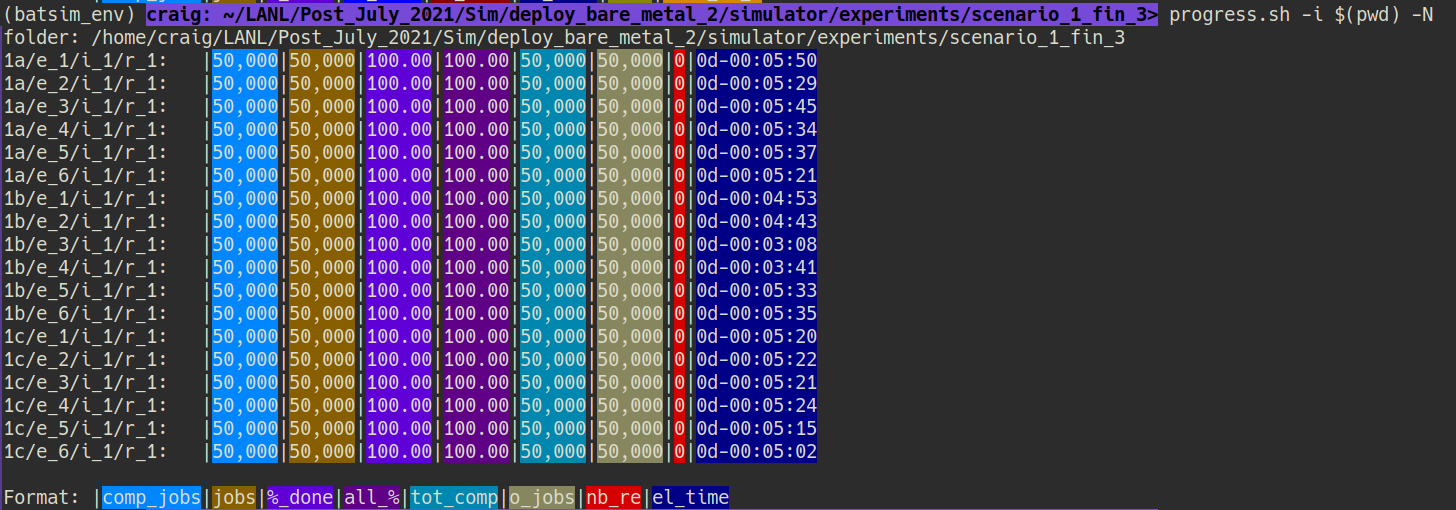 (batsim_env) craig: ~/LANL/Post_July_2021/Sim/deploy_bare_metal_2/simulator/experiments/scenario_1_fin_3> progress.sh -i $(pwd) -N
folder: /home/craig/LANL/Post_July_2021/Sim/deploy_bare_metal_2/simulator/experiments/scenario_1_fin_3
1a/e_1/i_1/r_1:   |50,000|50,000|100.00|100.00|50,000|50,000|0|0d-00:05:50
1a/e_2/i_1/r_1:   |50,000|50,000|100.00|100.00|50,000|50,000|0|0d-00:05:29
1a/e_3/i_1/r_1:   |50,000|50,000|100.00|100.00|50,000|50,000|0|0d-00:05:45
1a/e_4/i_1/r_1:   |50,000|50,000|100.00|100.00|50,000|50,000|0|0d-00:05:34
1a/e_5/i_1/r_1:   |50,000|50,000|100.00|100.00|50,000|50,000|0|0d-00:05:37
1a/e_6/i_1/r_1:   |50,000|50,000|100.00|100.00|50,000|50,000|0|0d-00:05:21
1b/e_1/i_1/r_1:   |50,000|50,000|100.00|100.00|50,000|50,000|0|0d-00:04:53
1b/e_2/i_1/r_1:   |50,000|50,000|100.00|100.00|50,000|50,000|0|0d-00:04:43
1b/e_3/i_1/r_1:   |50,000|50,000|100.00|100.00|50,000|50,000|0|0d-00:03:08
1b/e_4/i_1/r_1:   |50,000|50,000|100.00|100.00|50,000|50,000|0|0d-00:03:41
1b/e_5/i_1/r_1:   |50,000|50,000|100.00|100.00|50,000|50,000|0|0d-00:05:33
1b/e_6/i_1/r_1:   |50,000|50,000|100.00|100.00|50,000|50,000|0|0d-00:05:35
1c/e_1/i_1/r_1:   |50,000|50,000|100.00|100.00|50,000|50,000|0|0d-00:05:20
1c/e_2/i_1/r_1:   |50,000|50,000|100.00|100.00|50,000|50,000|0|0d-00:05:22
1c/e_3/i_1/r_1:   |50,000|50,000|100.00|100.00|50,000|50,000|0|0d-00:05:21
1c/e_4/i_1/r_1:   |50,000|50,000|100.00|100.00|50,000|50,000|0|0d-00:05:24
1c/e_5/i_1/r_1:   |50,000|50,000|100.00|100.00|50,000|50,000|0|0d-00:05:15
1c/e_6/i_1/r_1:   |50,000|50,000|100.00|100.00|50,000|50,000|0|0d-00:05:02
Format: |comp_jobs|jobs|%_done|all_%|tot_comp|o_jobs|nb_re|el_time